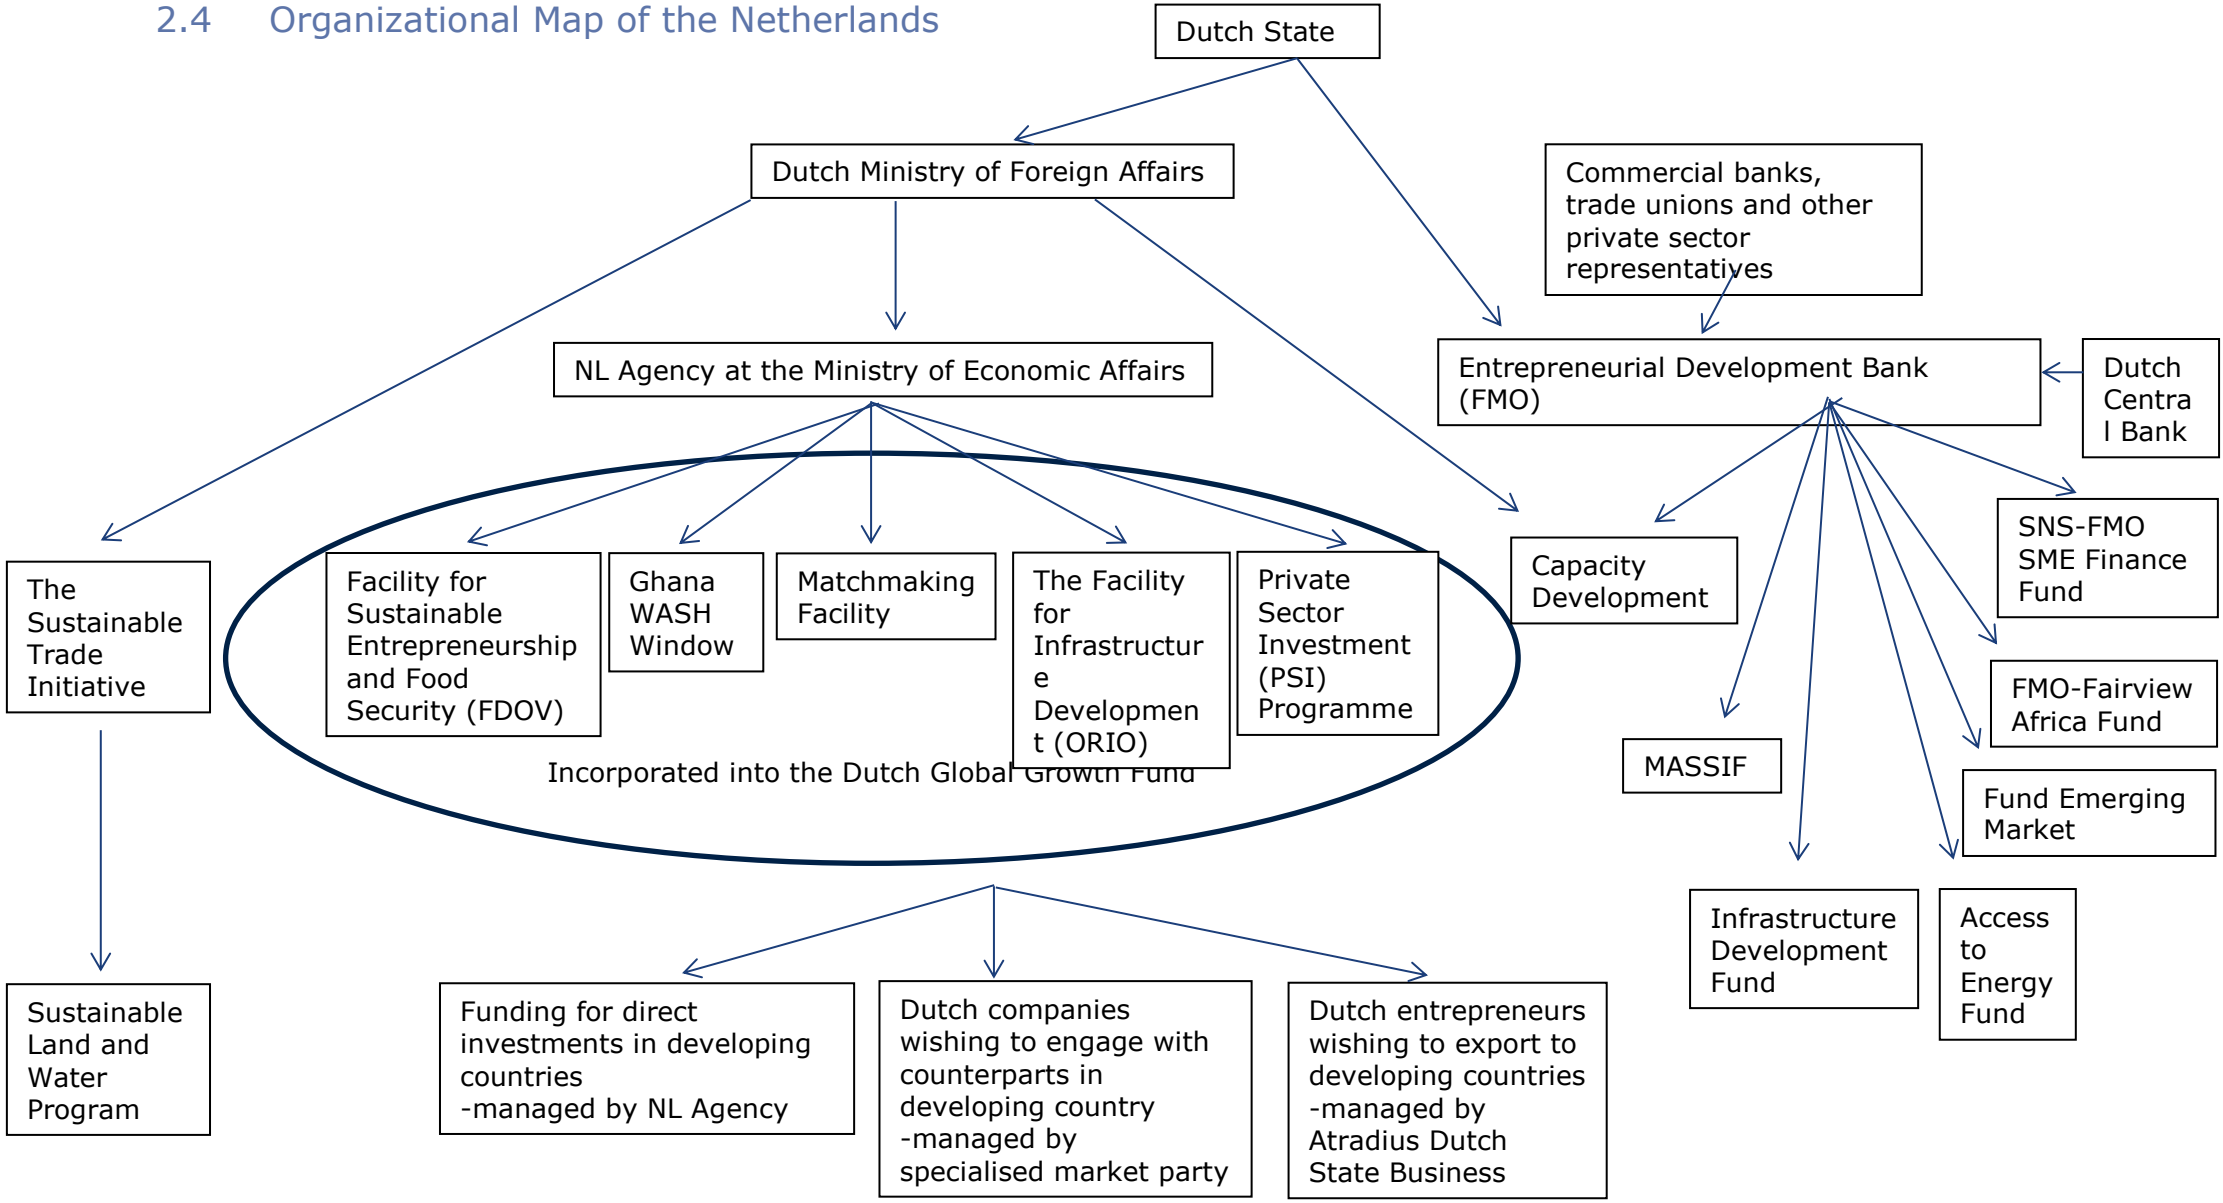 2.4 Organizational Map of the Netherlands
Dutch State
Dutch Ministry of Foreign Affairs
Commercial banks,
trade unions and other
private sector
representatives
NL Agency at the Ministry of Economic Affairs
Entrepreneurial Development Bank
(FMO)
Dutch
Centra
l Bank
The
Sustainable
Trade
Initiative
Facility for
Sustainable
Entrepreneurship
and Food
Security (FDOV)
Ghana
WASH
Window
Matchmaking
Facility
The Facility
for
Infrastructur
e
Developmen
t (ORIO)
Private
Sector
Investment
(PSI)
Programme
Incorporated into the Dutch Global Growth Fund
Capacity
Development
SNS-FMO
SME Finance
Fund
FMO-Fairview
Africa Fund
MASSIF
Fund Emerging
Market
Infrastructure
Development
Fund
Access
to
Energy
Fund
Sustainable
Land and
Water
Program
Funding for direct
investments in developing
countries
-managed by NL Agency
Dutch companies
wishing to engage with
counterparts in
developing country
-managed by
specialised market party
Dutch entrepreneurs
wishing to export to
developing countries
-managed by
Atradius Dutch
State Business